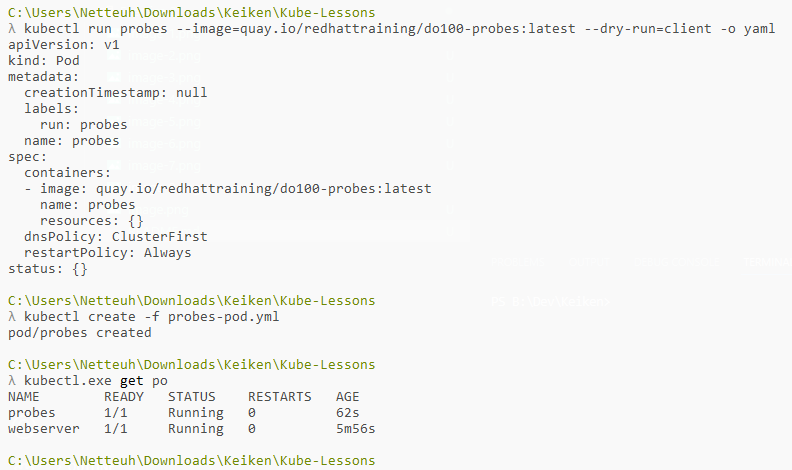 C:\Users\Netteuh\Downloads\Keiken\Kube-Lessons
λ kubectl run probes --image=quay.io/redhattraining/do100-probes:latest --dry-run=client -o yaml
apiVersion: v1
kind: Pod
metadata:
  creationTimestamp: null
  labels:
    run: probes
  name: probes
spec:
  containers:
  - image: quay.io/redhattraining/do100-probes:latest
    name: probes
    resources: {}
  dnsPolicy: ClusterFirst
  restartPolicy: Always
status: {}
C:\Users\Netteuh\Downloads\Keiken\Kube-Lessons
λ kubectl create -f probes-pod.yml
pod/probes created
C:\Users\Netteuh\Downloads\Keiken\Kube-Lessons
λ kubectl.exe get po
NAME        READY   STATUS    RESTARTS   AGE
probes      1/1     Running   0          62s
webserver   1/1     Running   0          5m56s
C:\Users\Netteuh\Downloads\Keiken\Kube-Lessons